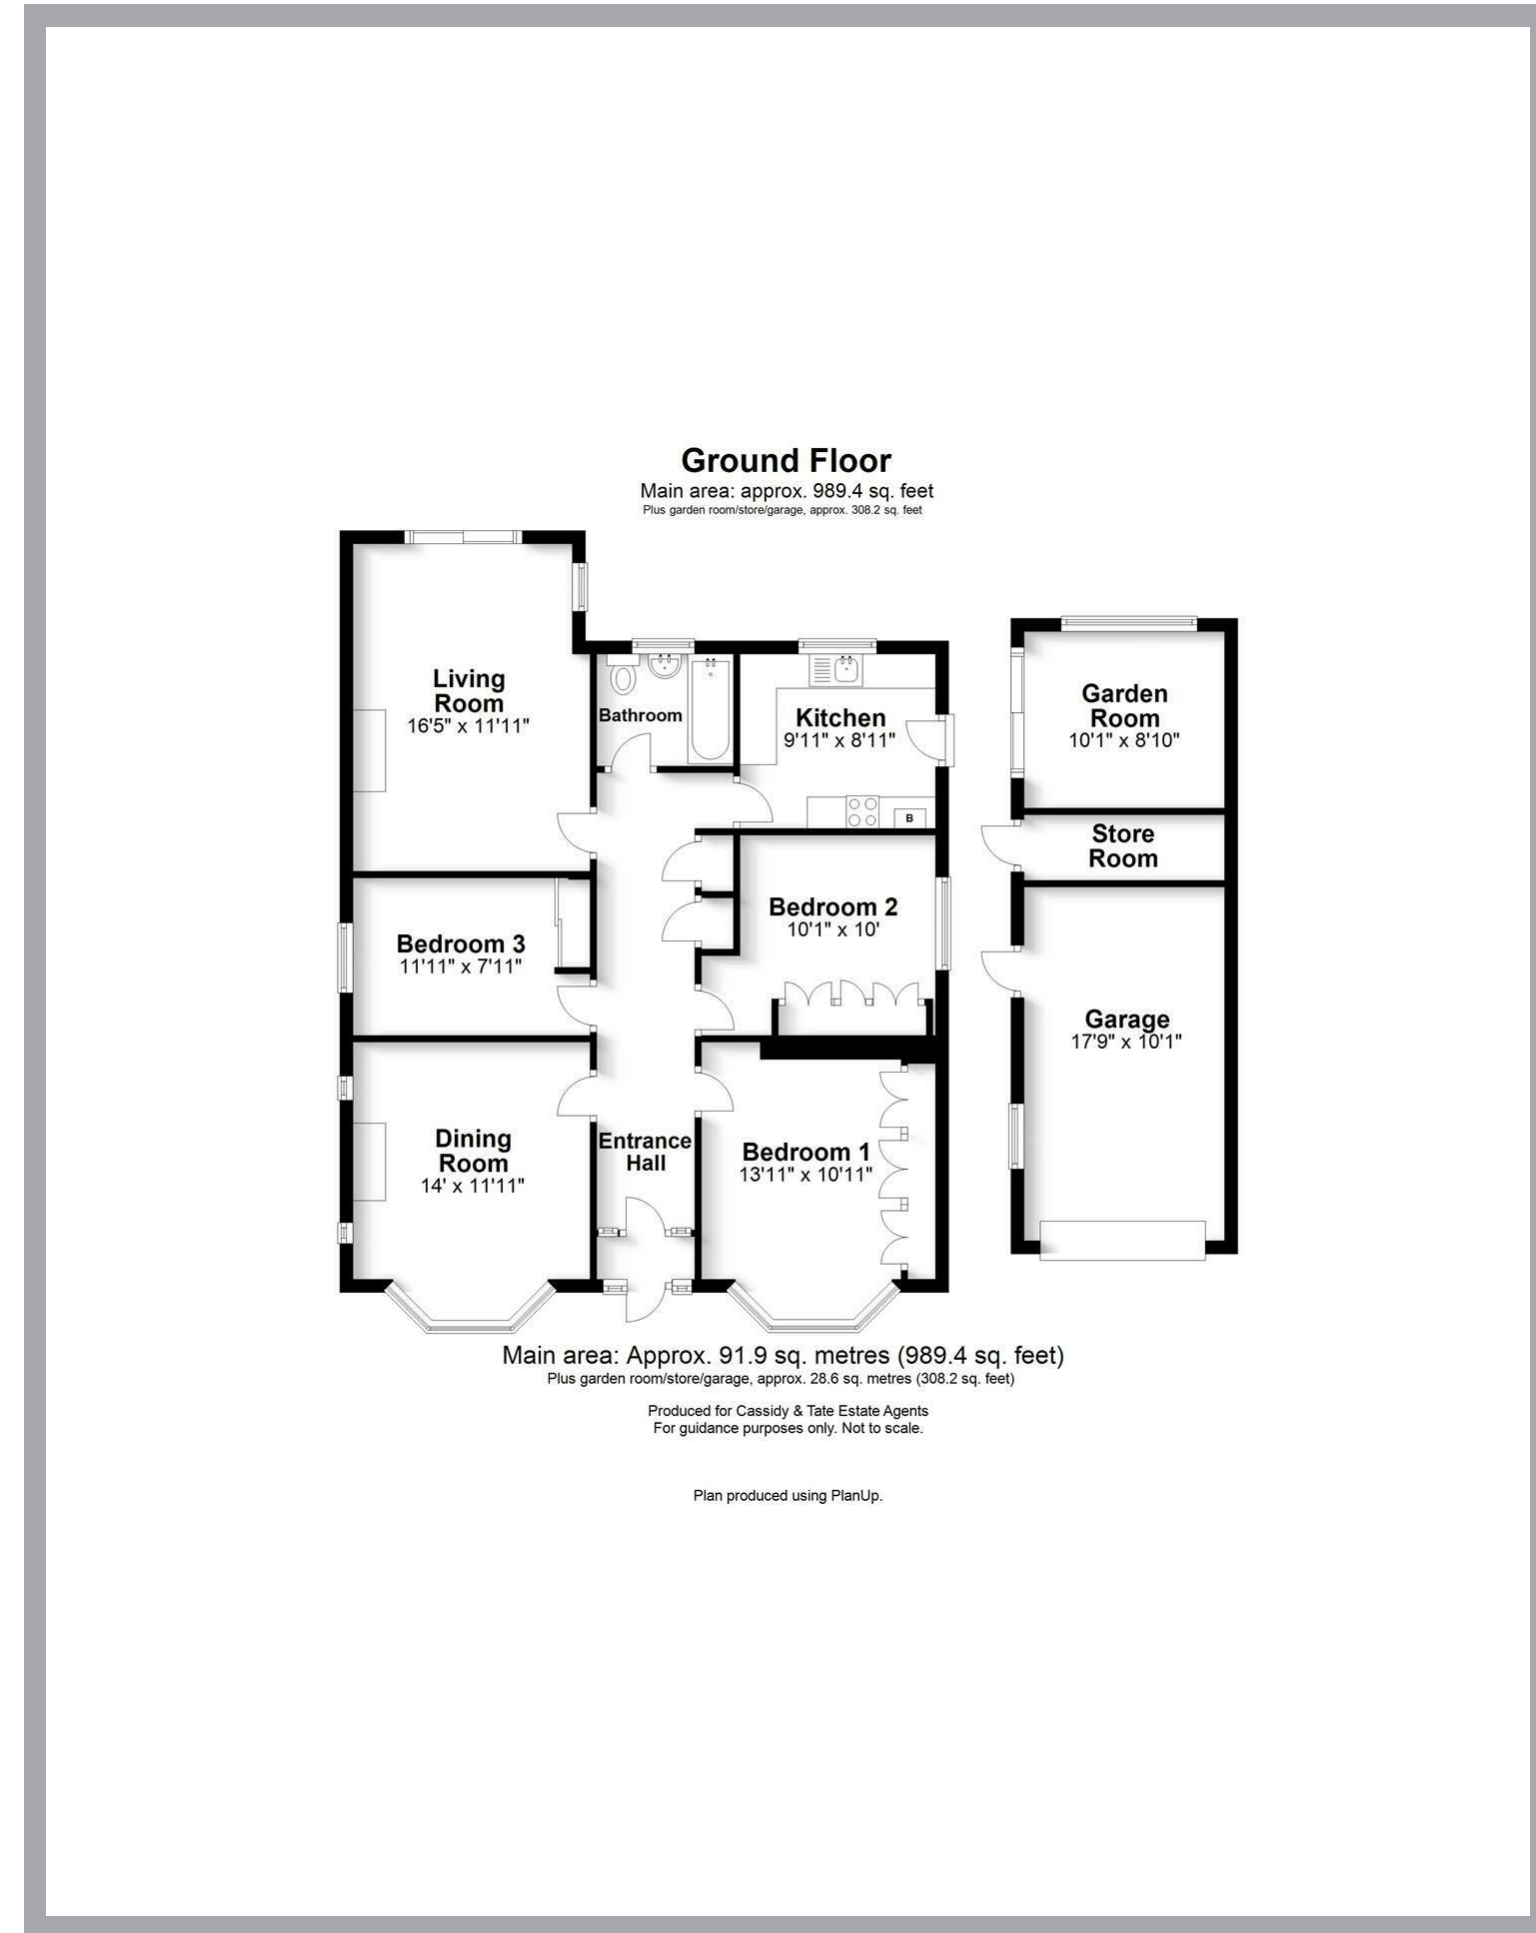 Ground Floor
Main area: approx. 989.4 sq. feet
Plus garden room/store/garage, approx. 308.2 sq. feet
Living
Room
16'5" x 11'11"
Bathroom
Kitchen
9'11" x 8'11"
B
Garden
Room
10'1" x 8'10"
Store
Room
Bedroom 2
10'1" x 10'
Bedroom 3
11'11" x 7'11"
Garage
17'9" x 10'1"
Dining
Room
14' x 11'11"
Entrance
Hall
Bedroom 1
13'11" x 10'11"
Main area: Approx. 91.9 sq. metres (989.4 sq. feet)
Plus garden room/store/garage, approx. 28.6 sq. metres (308.2 sq. feet)
Produced for Cassidy & Tate Estate Agents
For guidance purposes only. Not to scale.
Plan produced using PlanUp.